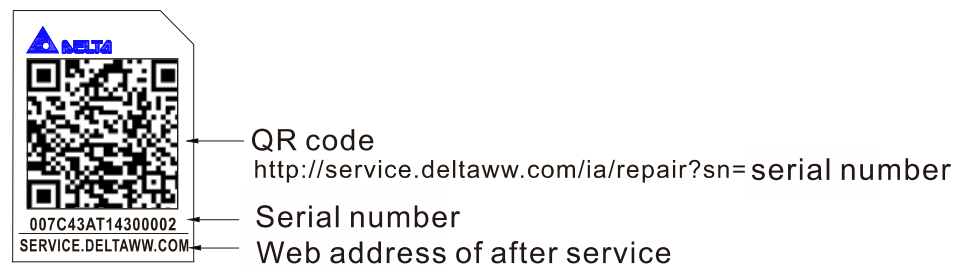 DELTA
QR code
http://service.deltaww.com/ia/repair?sn= serial number
007C43AT14300002
Serial number
SERVICE.DELTAWW.COM
Web address of after service